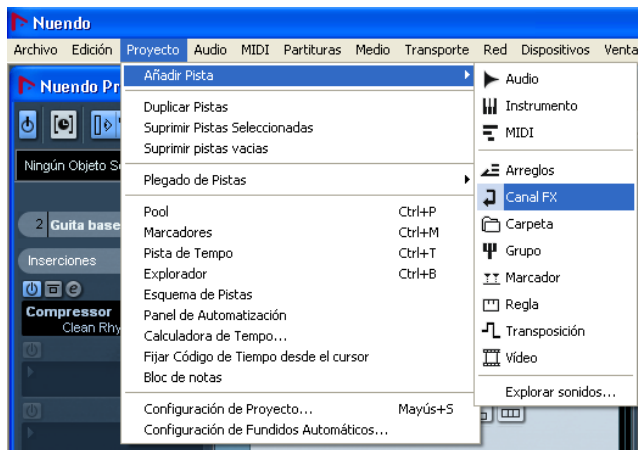 Nuendo
Archivo Edición Proyecto Audio MIDI Partituras Medio Transporte Red Dispositivos Venta
Nuendo Pr
Ningún Objeto S
2 Guita base
Inserciones
Compressor
Clean Rhy
Añadir Pista
Duplicar Pistas
Suprimir Pistas Seleccionadas
Suprimir pistas vacias
Plegado de Pistas
Pool Ctrl+P
Marcadores Ctrl+M
Pista de Tempo Ctrl+T
Explorador Ctrl+B
Esquema de Pistas
Panel de Automatización
Calculadora de Tempo...
Fijar Código de Tiempo desde el cursor
Bloc de notas
Configuración de Proyecto... Mayús+S
Configuración de Fundidos Automáticos...
Audio
Instrumento
MIDI
Arreglos
Canal FX
Carpeta
Grupo
Marcador
Regla
Transposición
Vídeo
Explorar sonidos...